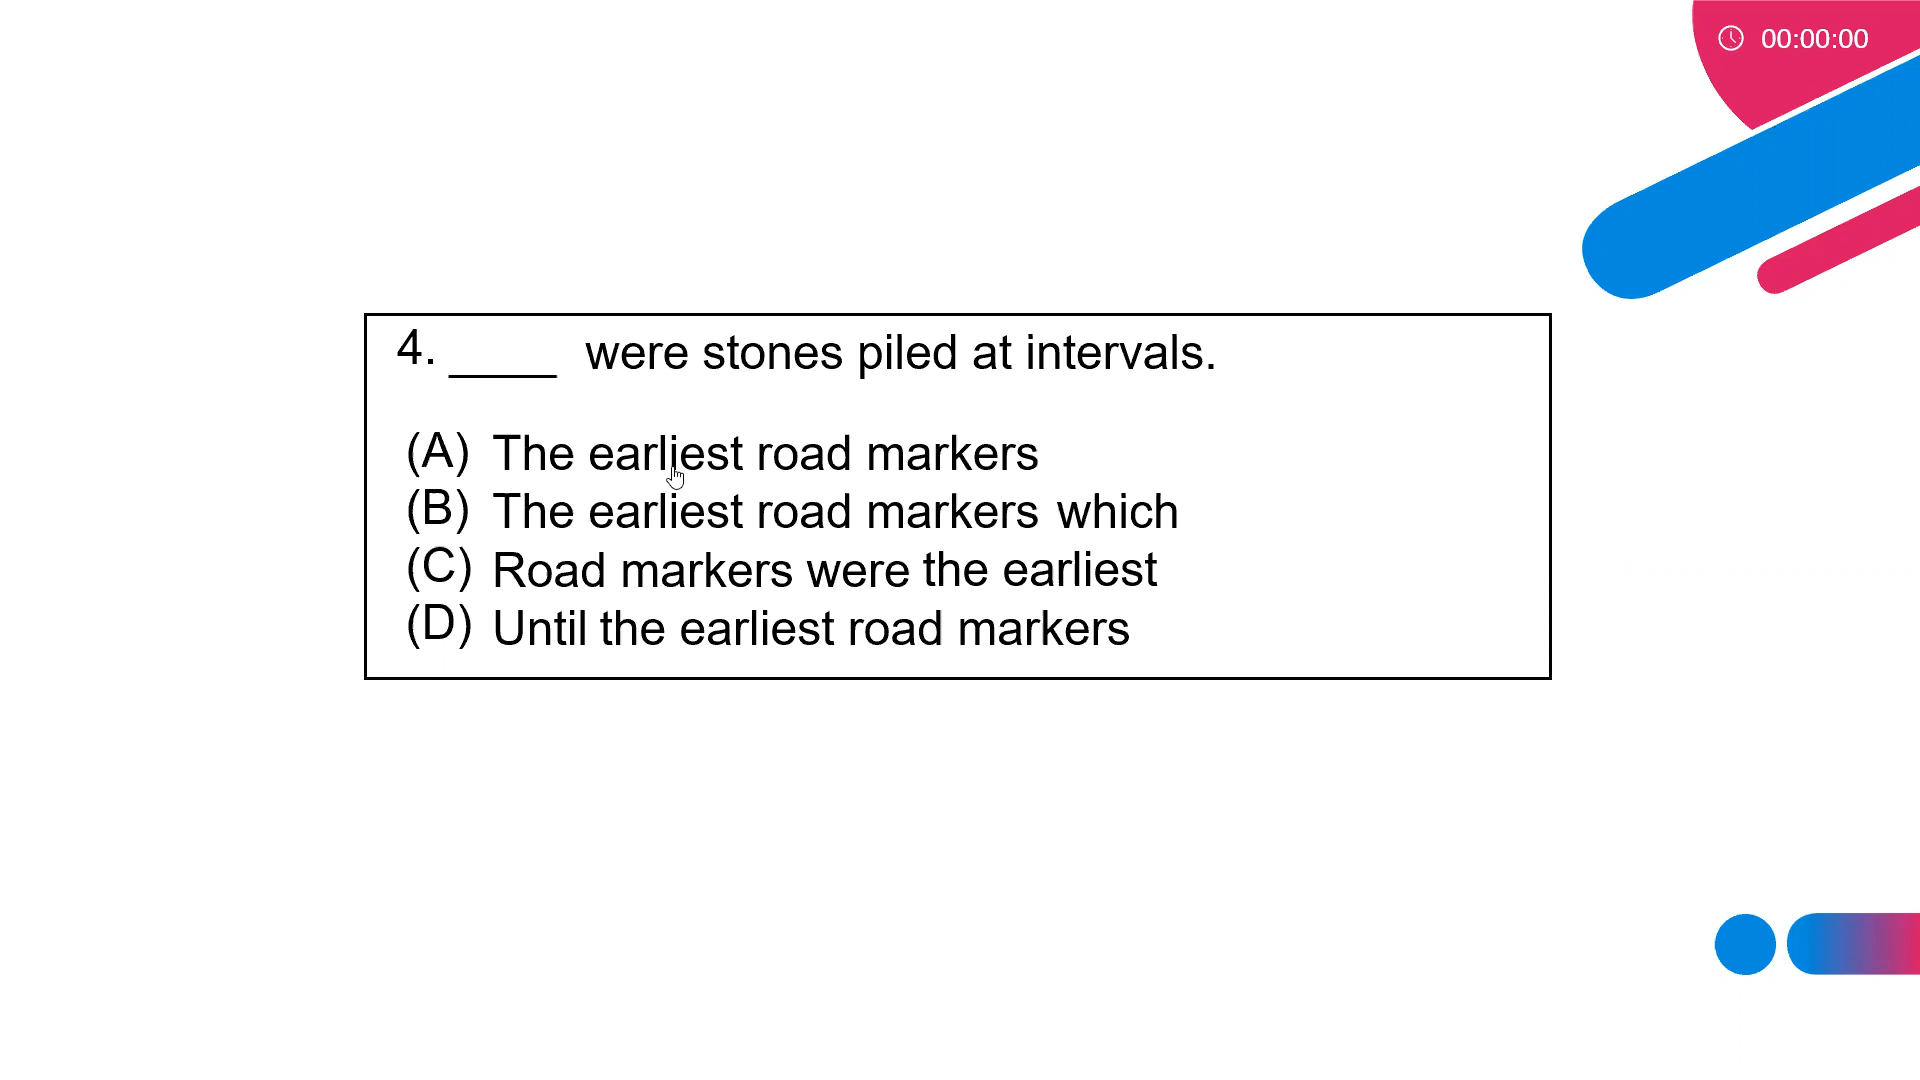 00:00:00
4. ____ were stones piled at intervals.
(A) The earliest road markers
(B) The earliest road markers which
(C) Road markers were the earliest
(D) Until the earliest road markers